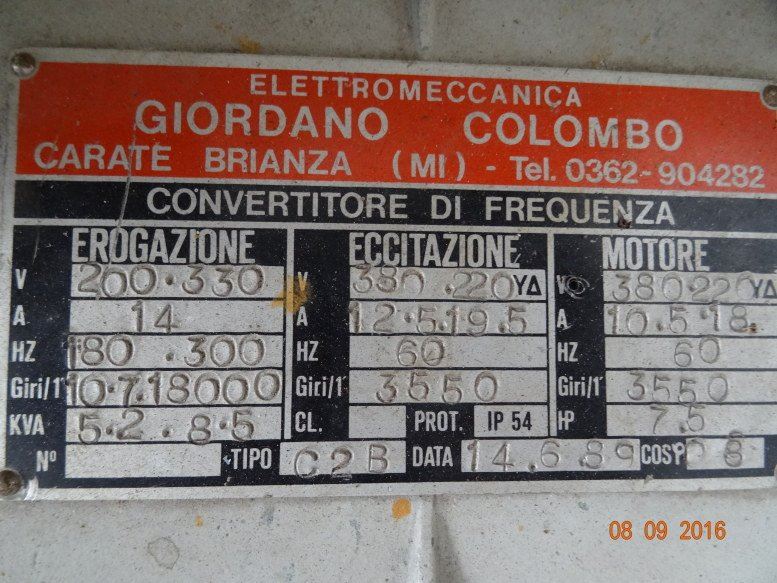 ELETTROMECCANICA
GIORDANO COLOMBO
CARATE BRIANZA (MI) - Tel. 0362-904282
CONVERTITORE DI FREQUENZA
EROGAZIONE ECCITAZIONE MOTORE
V 200·330 V 380·220 YΔ V 380·220 YΔ
A 14 A 12·5·19·5 A 10·5·18·
HZ 180·300 HZ 60 HZ 60
Giri/1' 10·7·18000 Giri/1' 3550 Giri/1' 3550
KVA 5·2·8·5 CL. PROT. IP 54 HP 7·5
N° TIPO C2B DATA 14·6·89 COSφ 08
08 09 2016